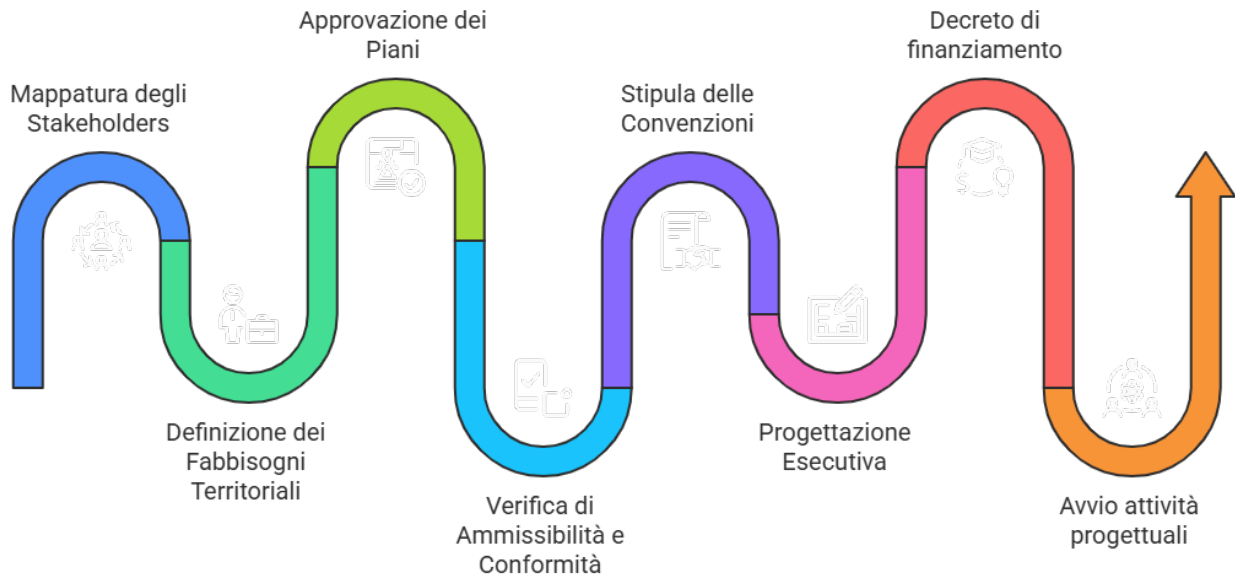 Mappatura degli
Stakeholders
Definizione dei
Fabbisogni
Territoriali
Approvazione dei
Piani
Verifica di
Ammissibilità e
Conformità
Stipula delle
Convenzioni
Progettazione
Esecutiva
Decreto di
finanziamento
Avvio attività
progettuali